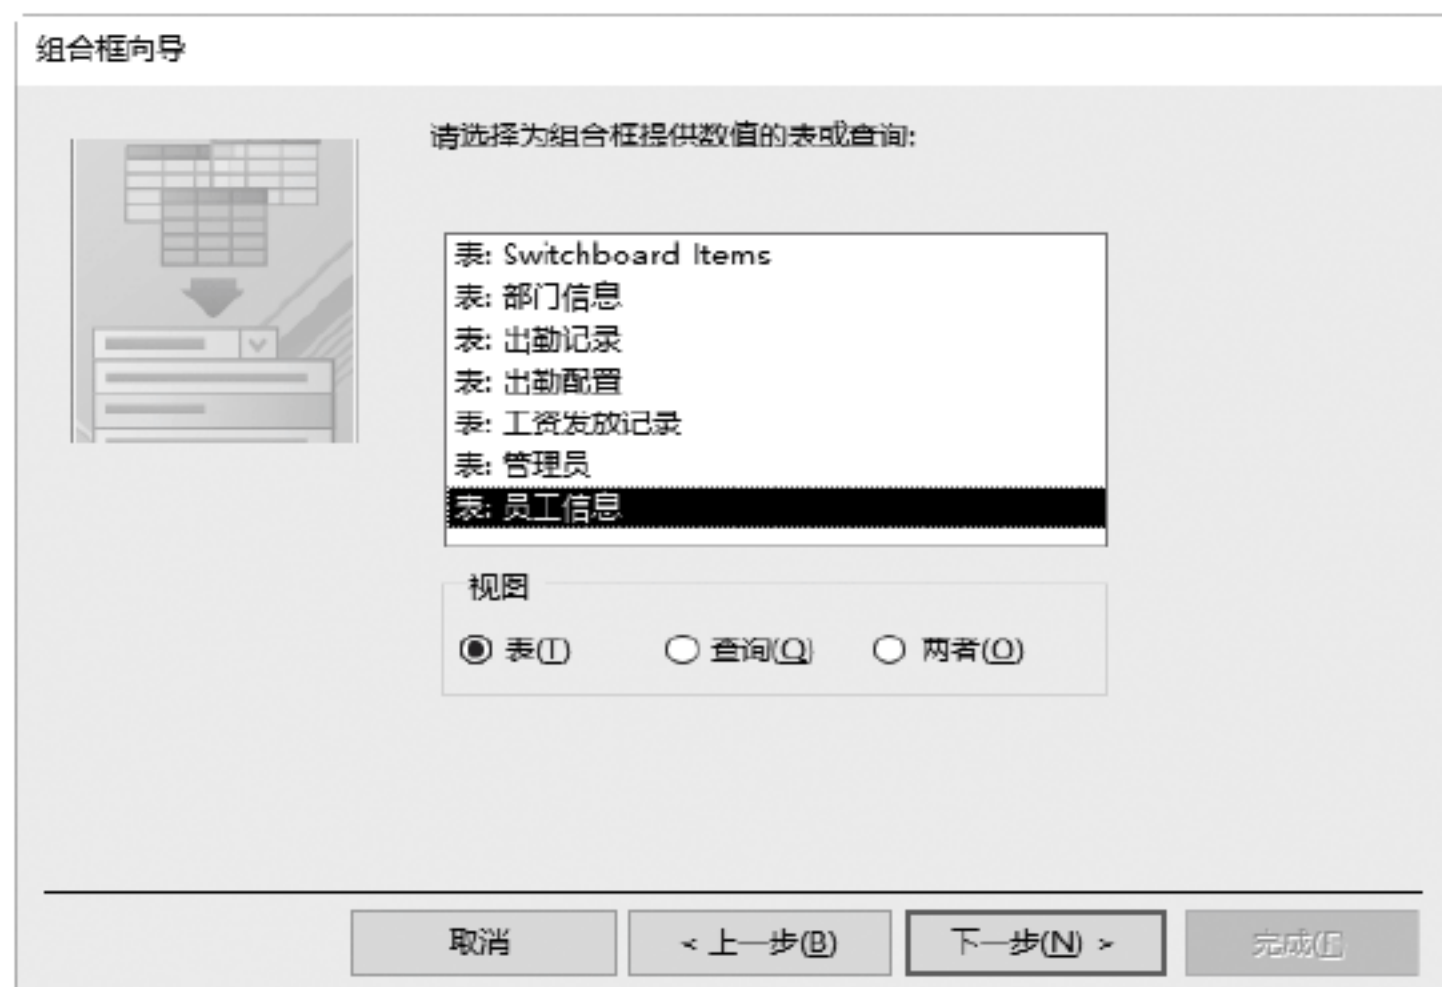 组合框向导
请选择为组合框提供数值的表或查询:
表: Switchboard Items
表: 部门信息
表: 出勤记录
表: 出勤配置
表: 工资发放记录
表: 管理员
表: 员工信息
视图
表(T) 查询(Q) 两者(O)
取消 < 上一步(B) 下一步(N) > 完成(F)